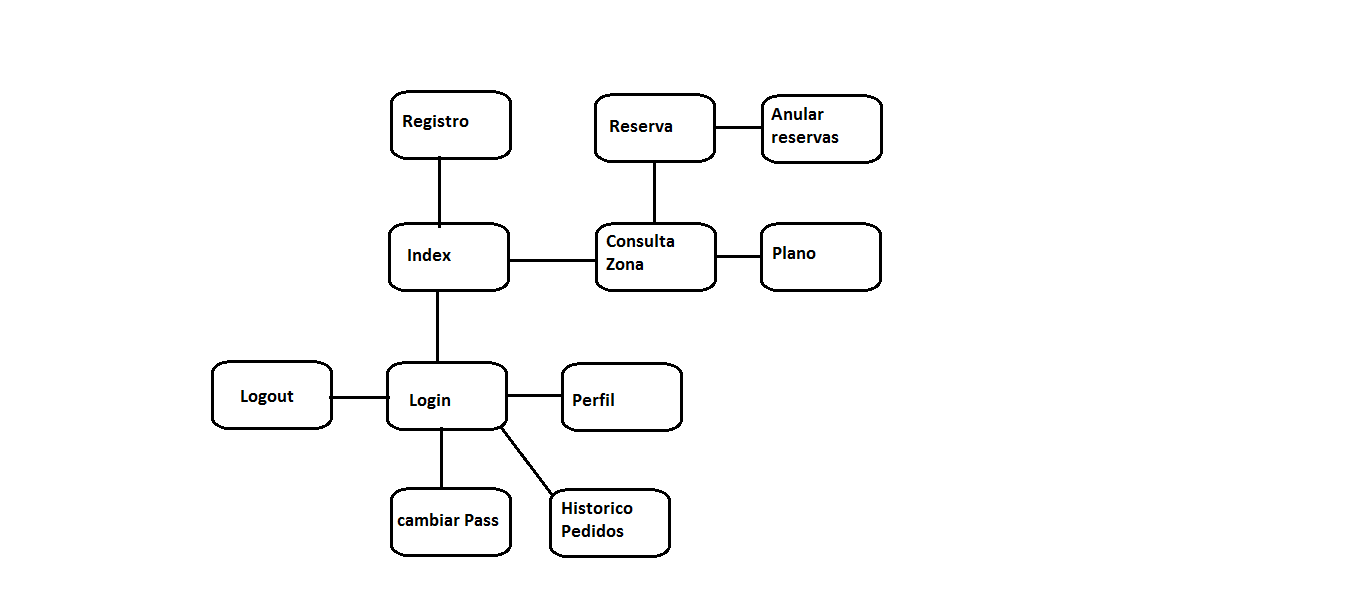 Registro
Reserva
Anular
reservas
Index
Consulta
Zona
Plano
Logout
Login
Perfil
cambiar Pass
Historico
Pedidos